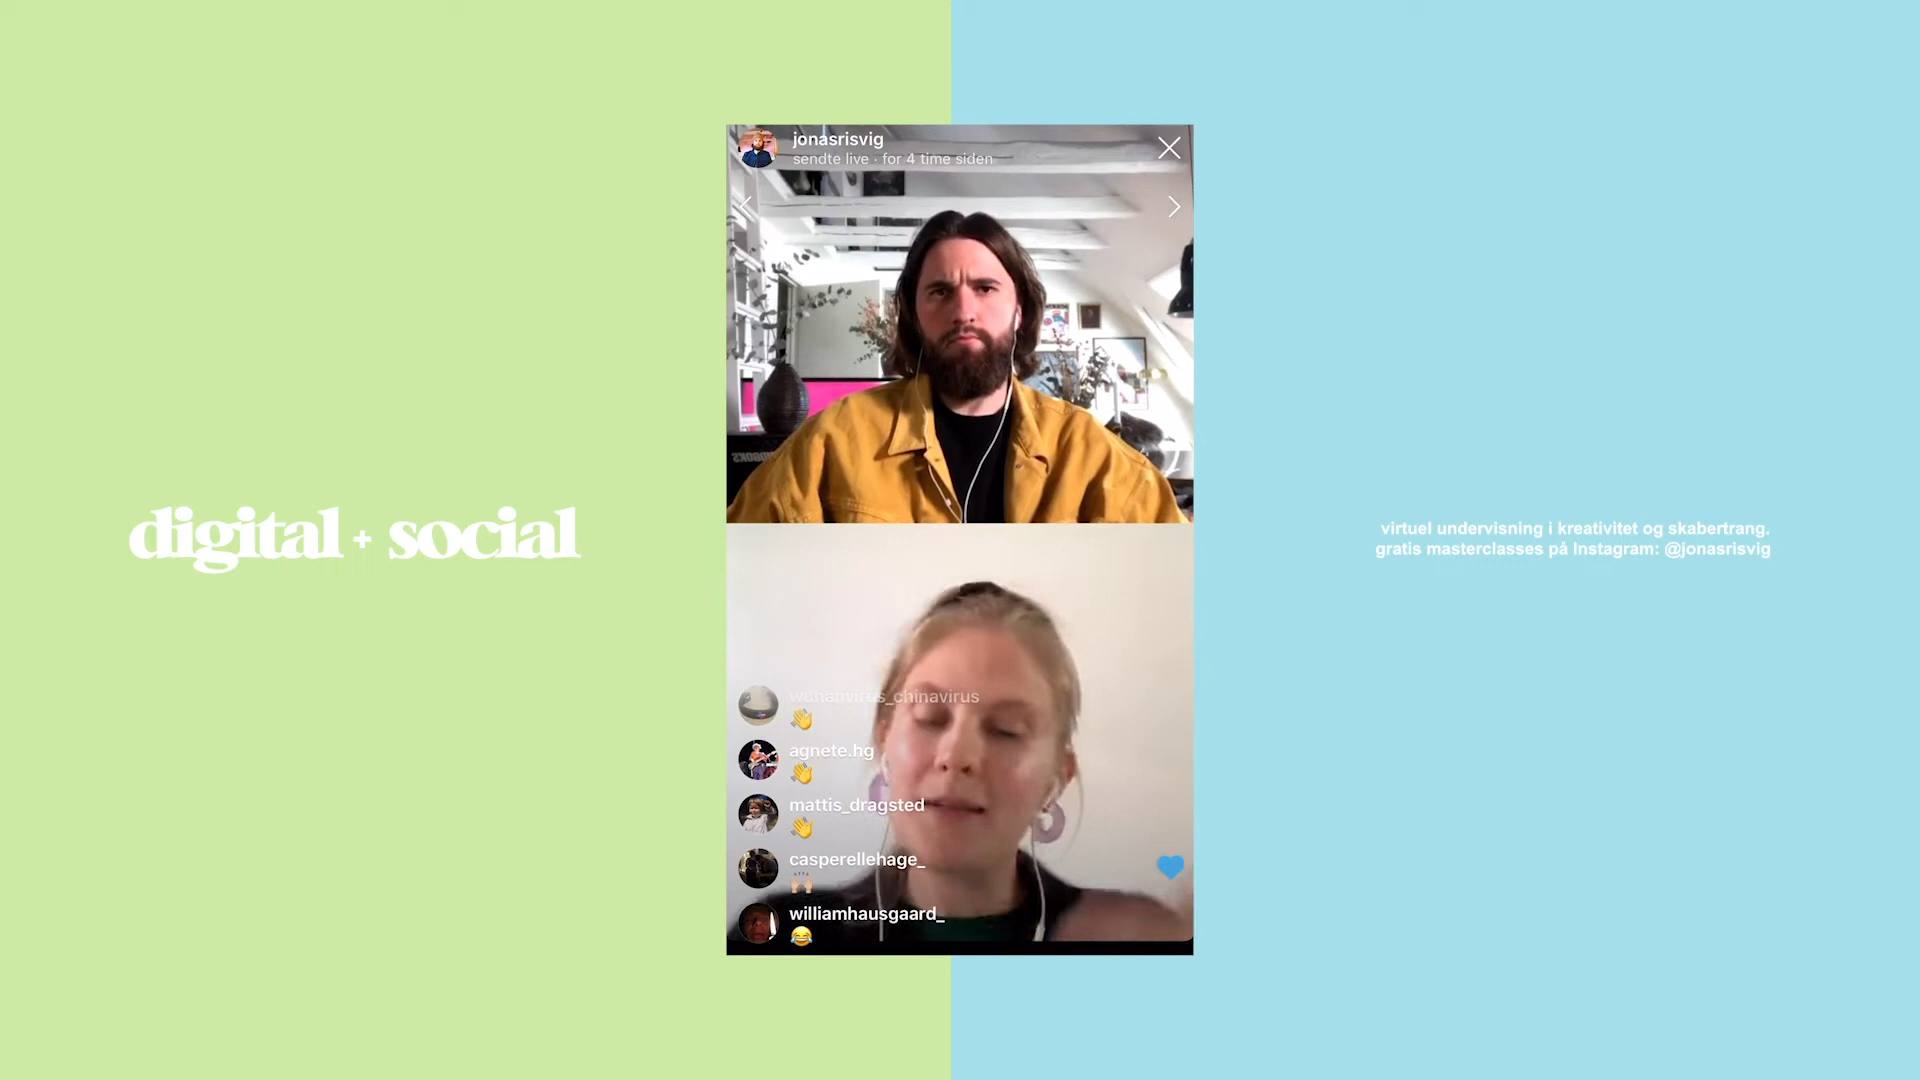 jonasrisvig
sendte live · for 4 time siden
digital + social
virtuel undervisning i kreativitet og skabertrang.
gratis masterclasses på Instagram: @jonasrisvig
wuhanvirus_chinavirus
👋
agnete.hg
👋
mattis_dragsted
👋
casperellehage_
🙌🏼
williamhausgaard_
😂